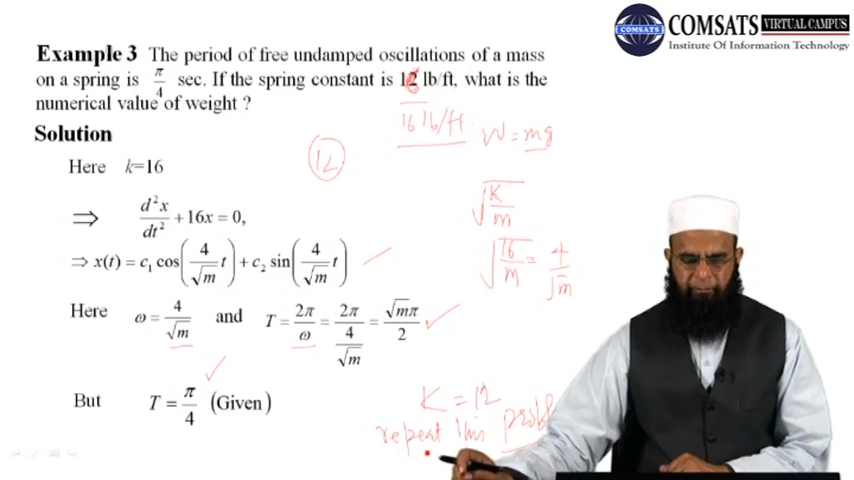 COMSATS VIRTUAL CAMPUS
Institute Of Information Technology
Example 3 The period of free undamped oscillations of a mass
on a spring is π/4 sec. If the spring constant is 12 lb/ft, what is the
numerical value of weight ?
16 lb/ft.
W = mg
Solution
12
Here k=16
√(K/m)
⇒ d²x/dt² + 16x = 0,
√(16/m) = 4/√m
⇒ x(t) = c₁ cos(4/√m t) + c₂ sin(4/√m t)
Here ω = 4/√m and T = 2π/ω = 2π/(4/√m) = √mπ/2
But T = π/4 (Given)
K = 12
repeat this prob